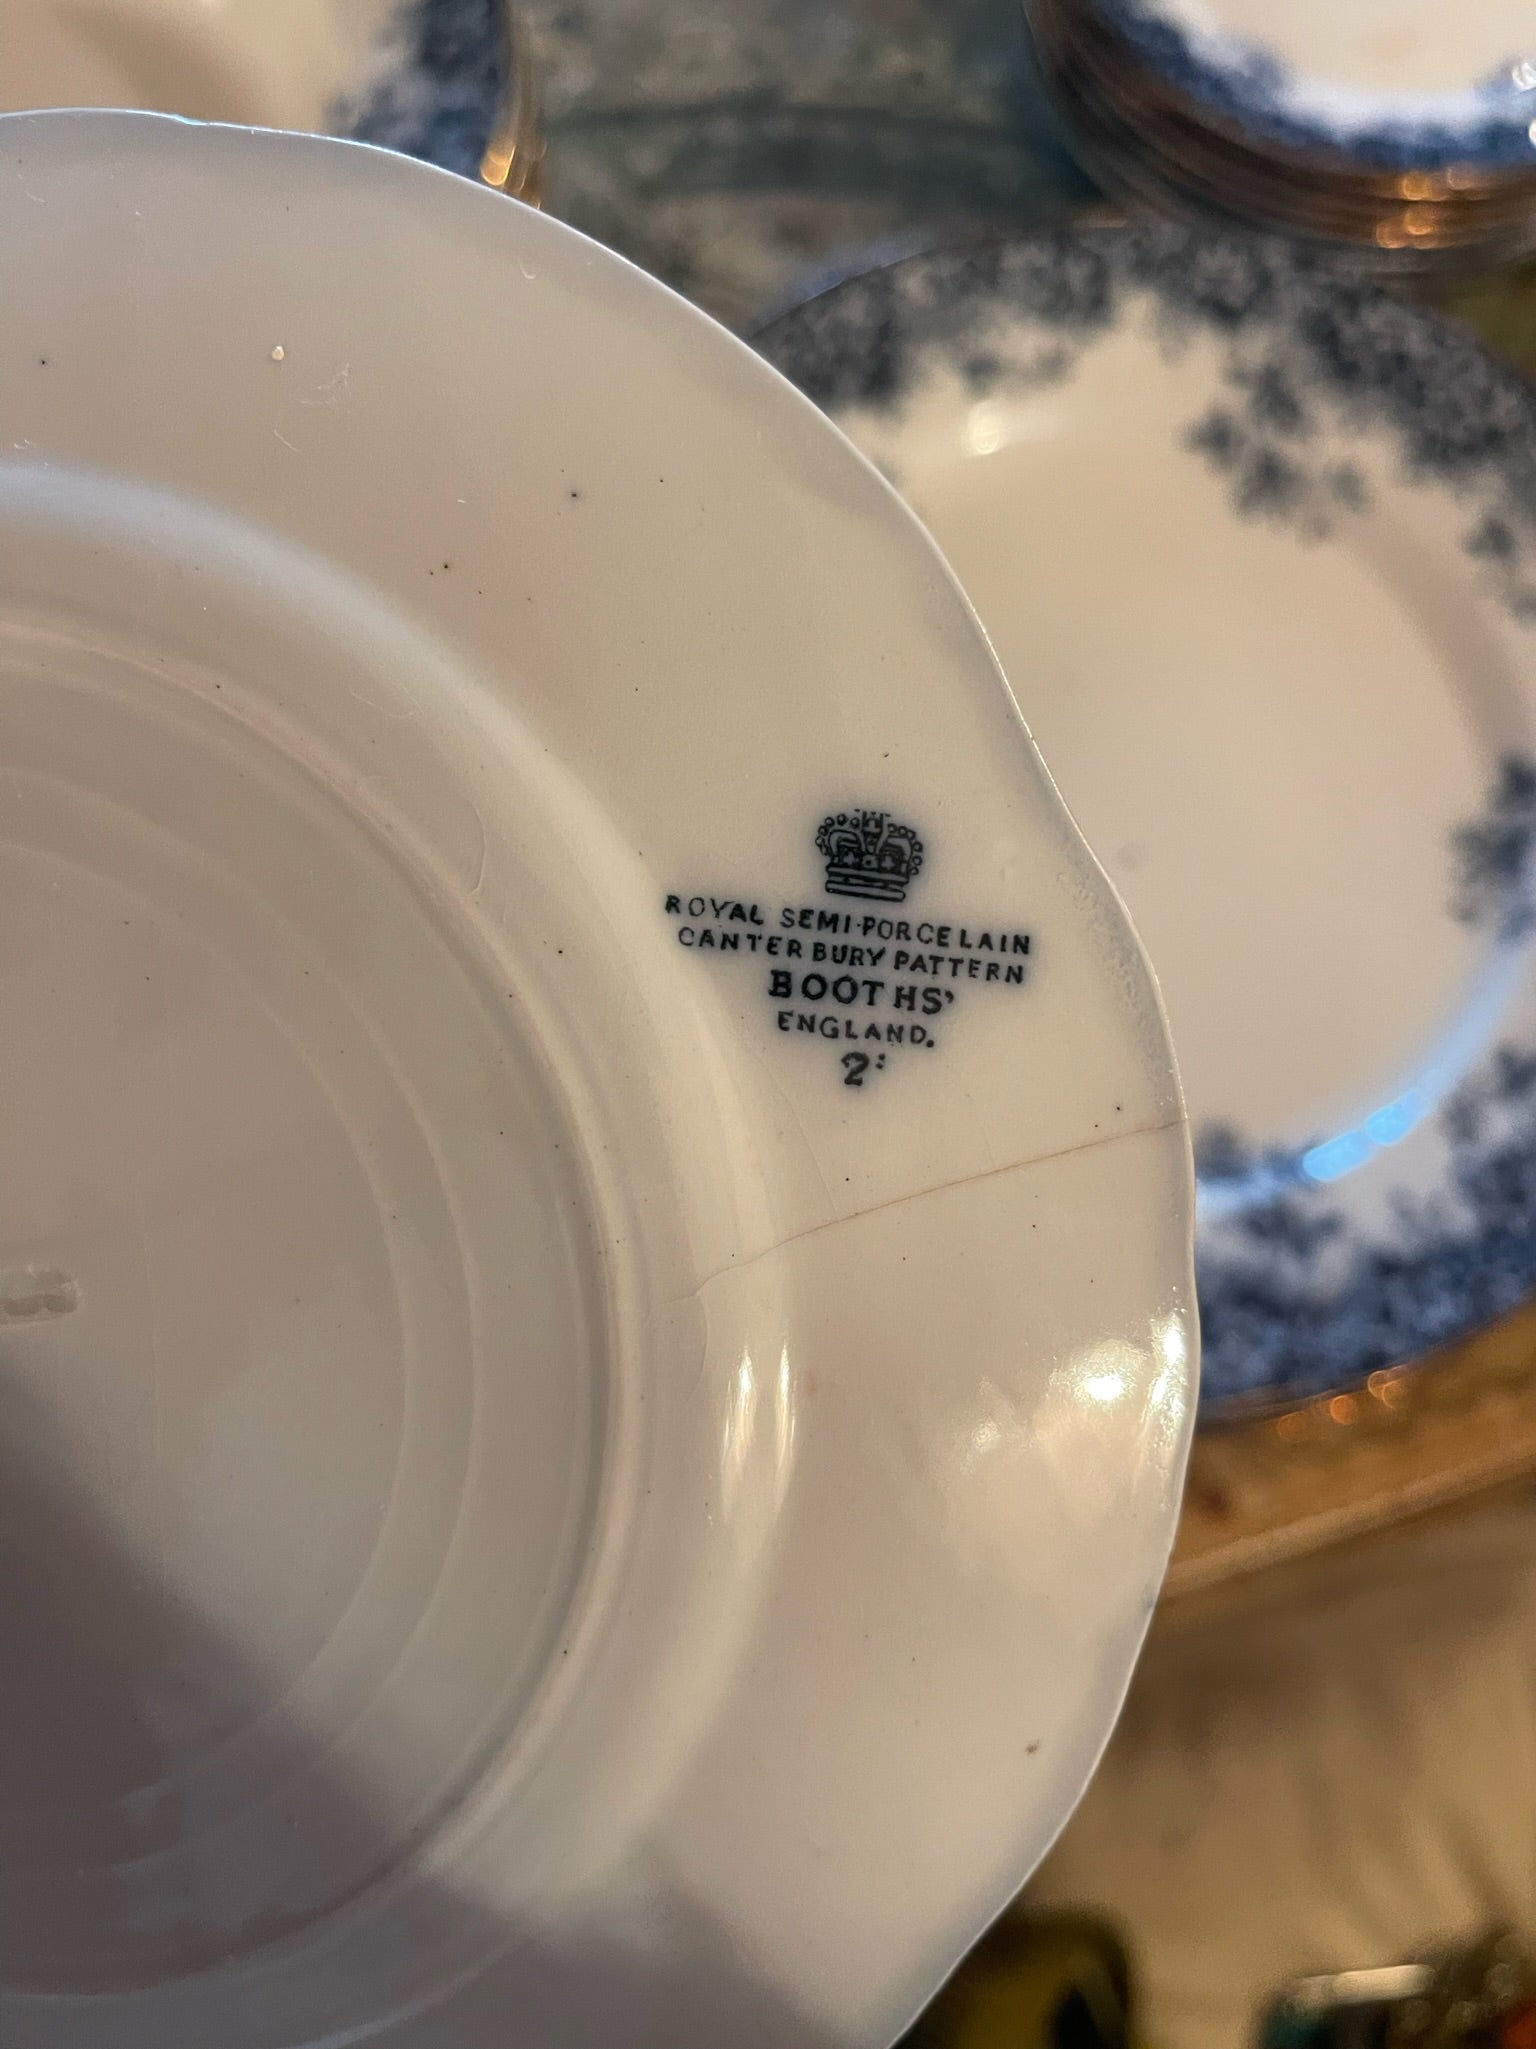 ROYAL SEMI-PORCELAIN
CANTERBURY PATTERN
BOOTHS'
ENGLAND.
2: